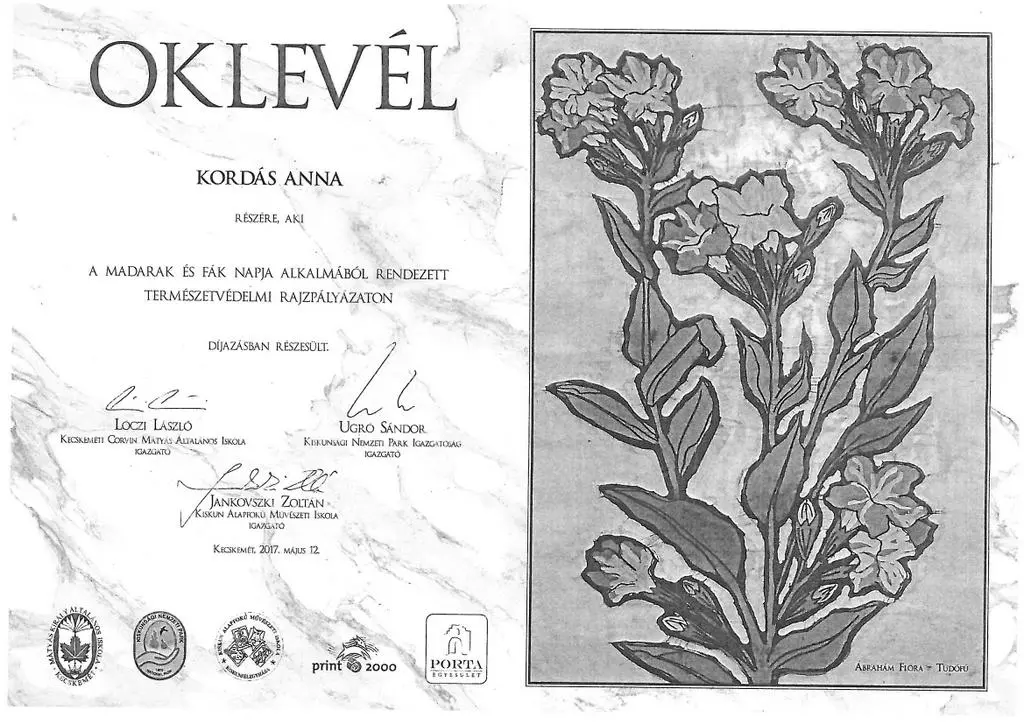 OKLEVÉL
KORDÁS ANNA
RÉSZÉRE, AKI
A MADARAK ÉS FÁK NAPJA ALKALMÁBÓL RENDEZETT
TERMÉSZETVÉDELMI RAJZPÁLYÁZATON
DÍJAZÁSBAN RÉSZESÜLT.
LÓCZI LÁSZLÓ
KECSKEMÉTI CORVIN MÁTYÁS ÁLTALÁNOS ISKOLA
IGAZGATÓ
UGRÓ SÁNDOR
KISKUNSÁGI NEMZETI PARK IGAZGATÓSÁG
IGAZGATÓ
JANKOVSZKI ZOLTÁN
KISKUN ALAPFOKÚ MŰVÉSZETI ISKOLA
IGAZGATÓ
KECSKEMÉT, 2017. MÁJUS 12.
MÁTYÁS KIRÁLY ÁLTALÁNOS ISKOLA
KECSKEMÉT
KISKUNSÁGI NEMZETI PARK
KISKUN ALAPFOKÚ MŰVÉSZETI ISKOLA
KISKUNFÉLEGYHÁZA
print 2000
PORTA
EGYESÜLET
ÁBRAHÁM FLÓRA - TÜDŐFŰ